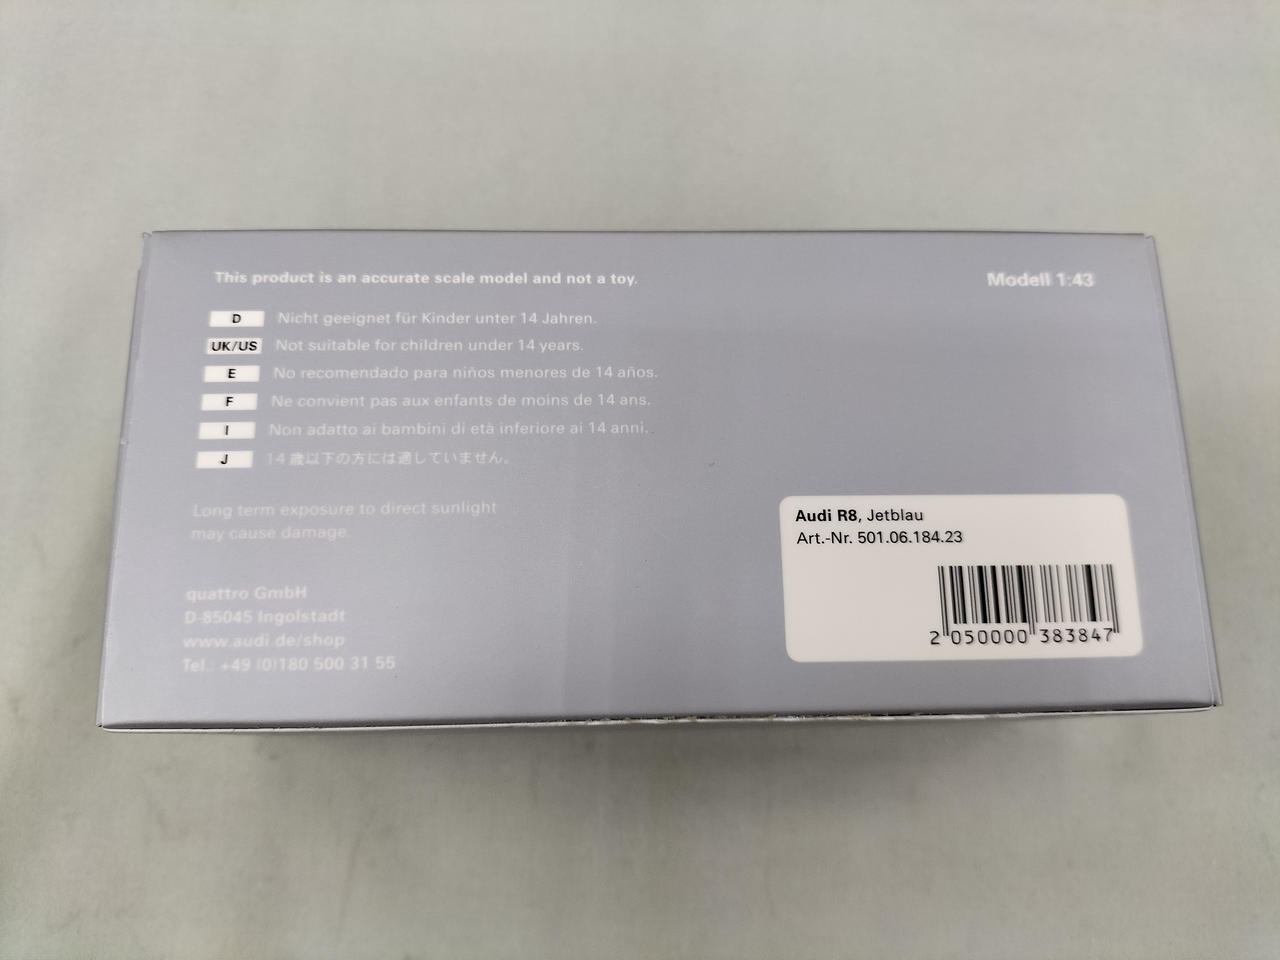 This product is an accurate scale model and not a toy.
Modell 1:43
D Nicht geeignet für Kinder unter 14 Jahren.
UK/US Not suitable for children under 14 years.
E No recomendado para niños menores de 14 años.
F Ne convient pas aux enfants de moins de 14 ans.
I Non adatto ai bambini di età inferiore ai 14 anni.
J 14 歳以下の方には適していません。
Long term exposure to direct sunlight
may cause damage.
quattro GmbH
D-85045 Ingolstadt
www.audi.de/shop
Tel.: +49 (0)180 500 31 55
Audi R8, Jetblau
Art.-Nr. 501.06.184.23
2 050000 383847